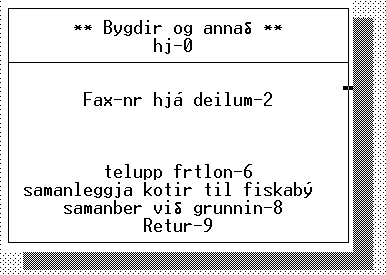 ** Bygdir og annað **
hj-0
Fax-nr hjá deilum-2
telupp frtlon-6
samanleggja kotir til fiskabý
samanber við grunnin-8
Retur-9